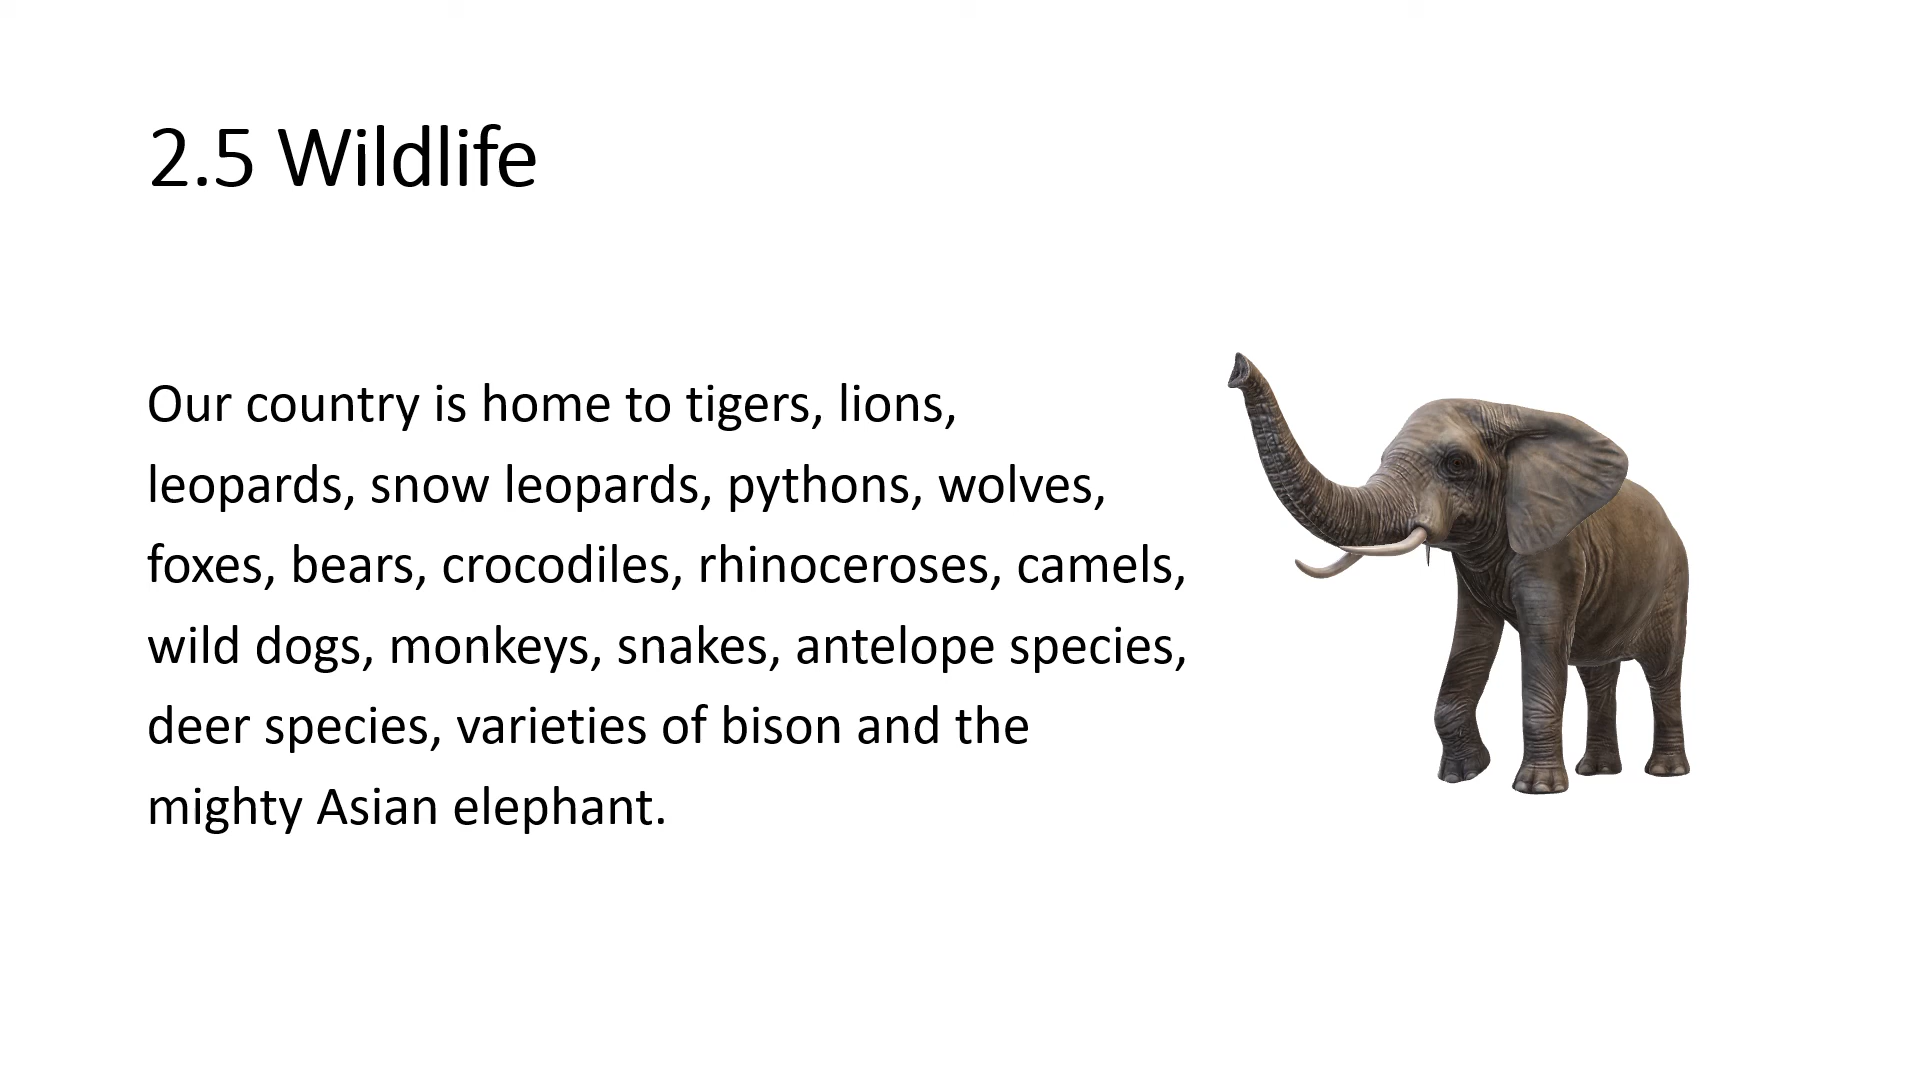 2.5 Wildlife
Our country is home to tigers, lions,
leopards, snow leopards, pythons, wolves,
foxes, bears, crocodiles, rhinoceroses, camels,
wild dogs, monkeys, snakes, antelope species,
deer species, varieties of bison and the
mighty Asian elephant.